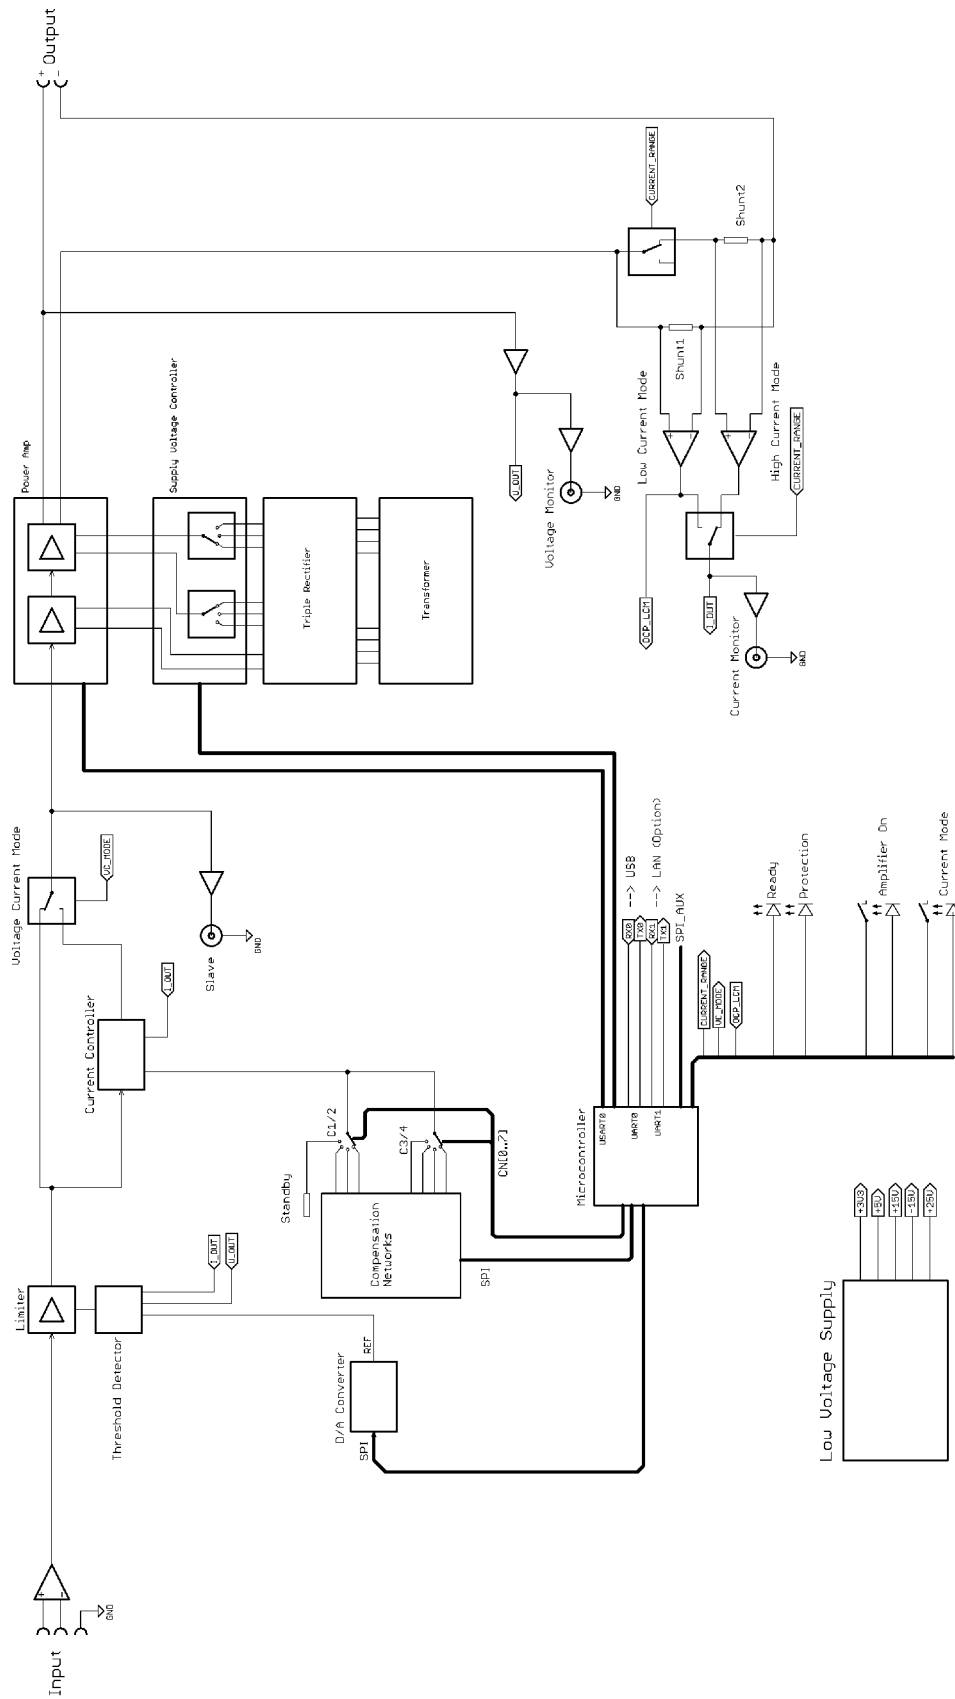 Input
+
-
GND
Limiter
Threshold Detector
I_OUT
U_OUT
D/A Converter
REF
SPI
Voltage Current Mode
VC_MODE
Current Controller
I_OUT
Slave
GND
Standby
C1/2
C3/4
CN[0..7]
Compensation
Networks
SPI
Power Amp
Supply Voltage Controller
Triple Rectifier
Transformer
+
-
Output
U_OUT
Voltage Monitor
GND
CURRENT_RANGE
Shunt2
Shunt1
Low Current Mode
+
-
+
-
High Current Mode
CURRENT_RANGE
OCP_LCM
I_OUT
Current Monitor
GND
Microcontroller
USART0
UART0
UART1
RX0
TX0
--> USB
RX1
TX1
--> LAN (Option)
SPI_AUX
CURRENT_RANGE
VC_MODE
OCP_LCM
Ready
Protection
Amplifier On
Current Mode
Low Voltage Supply
+3V3
+5V
+15V
-15V
+25V